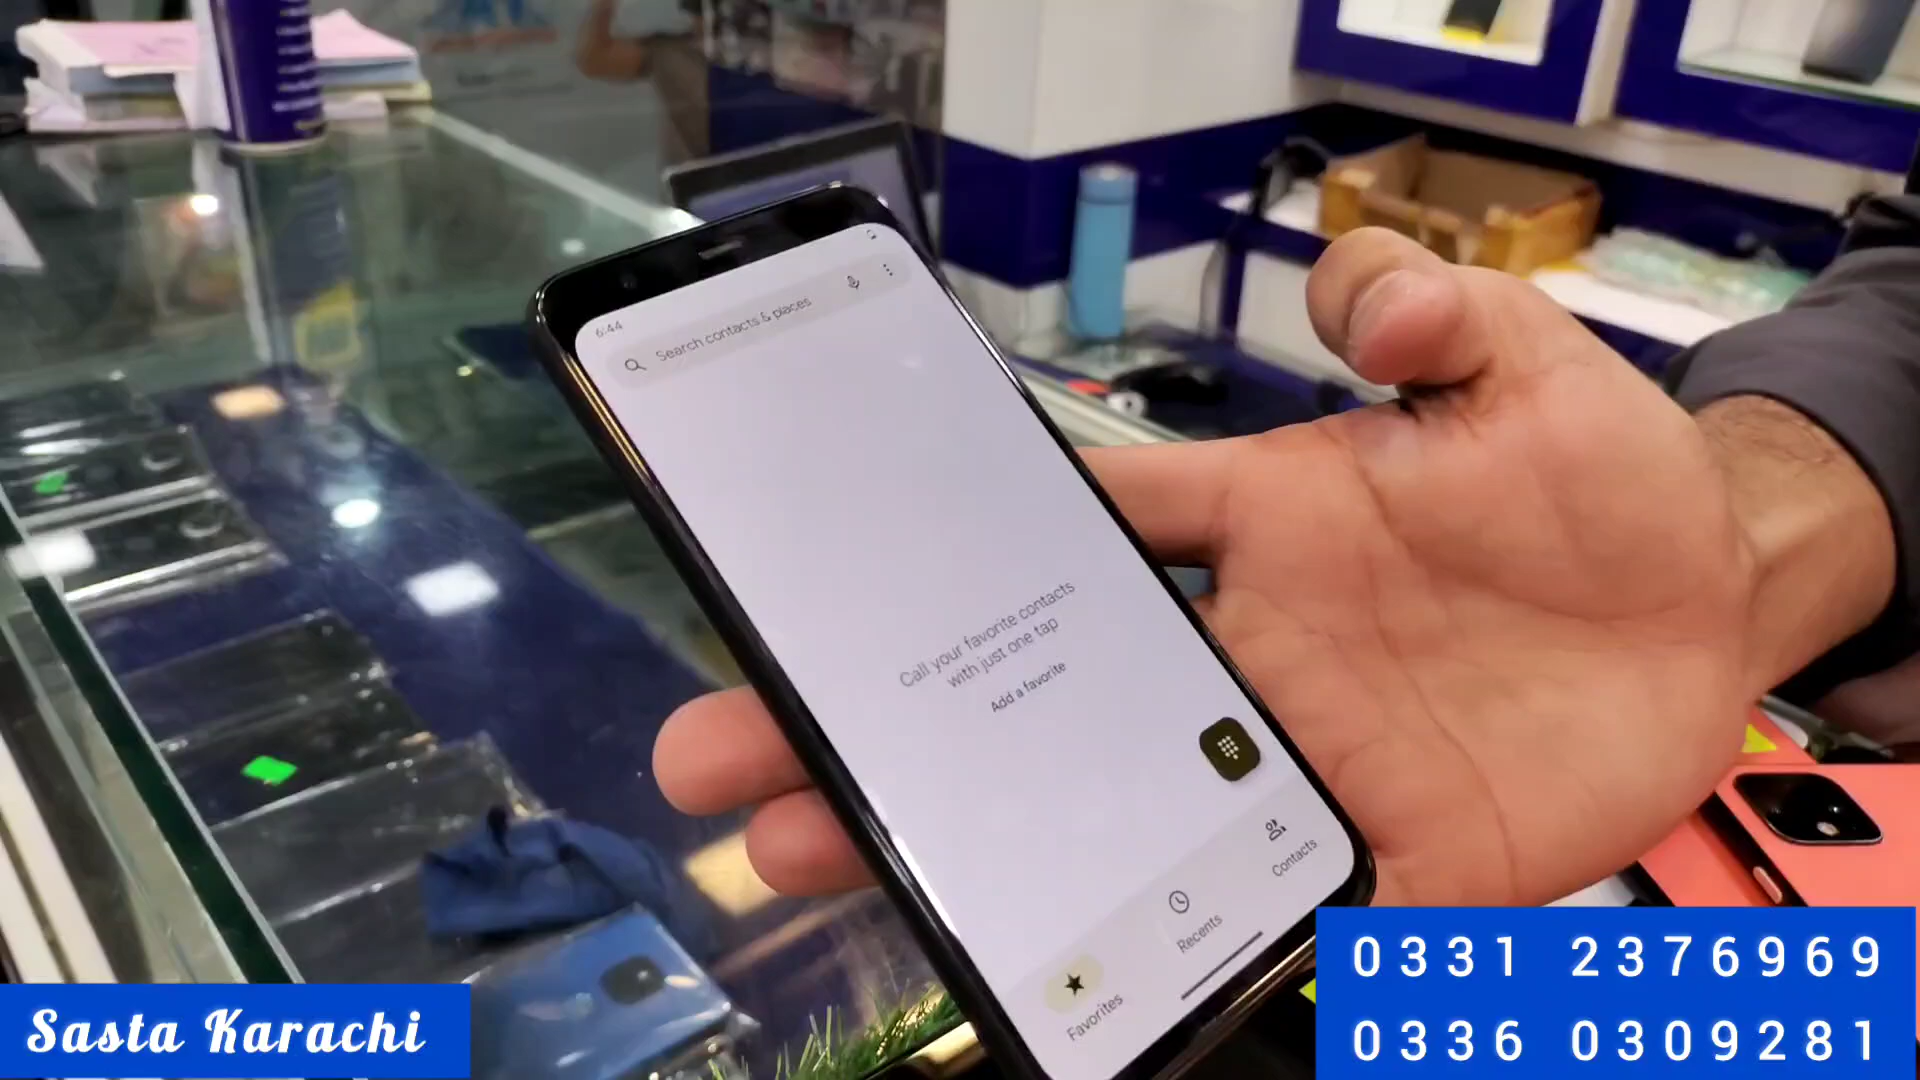 6:44
Search contacts & places
Call your favorite contacts
with just one tap
Add a favorite
Contacts
Recents
Favorites
Sasta Karachi
0331 2376969
0336 0309281